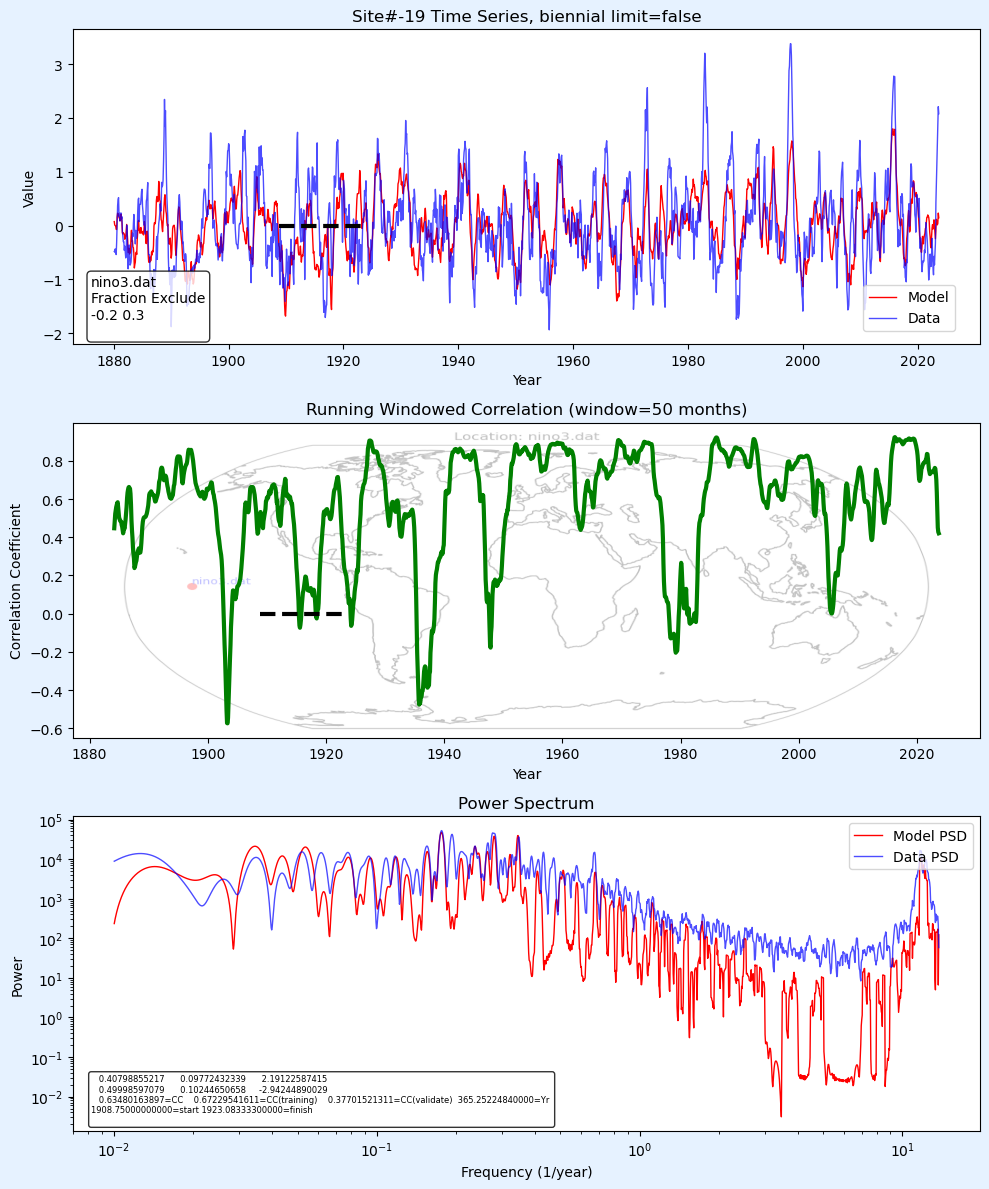 Site#-19 Time Series, biennial limit=false
Value
3
2
1
0
−1
−2
nino3.dat
Fraction Exclude
-0.2 0.3
Model
Data
1880 1900 1920 1940 1960 1980 2000 2020
Year
Running Windowed Correlation (window=50 months)
Location: nino3.dat
Correlation Coefficient
0.8
0.6
0.4
0.2
0.0
−0.2
−0.4
−0.6
nino3.dat
1880 1900 1920 1940 1960 1980 2000 2020
Year
Power Spectrum
Power
10^5
10^4
10^3
10^2
10^1
10^0
10^−1
10^−2
Model PSD
Data PSD
0.40798855217 0.09772432339 2.19122587415
0.49998597079 0.10244650658 -2.94244890029
0.63480163897=CC 0.67229541611=CC(training) 0.37701521311=CC(validate) 365.25224840000=Yr
1908.75000000000=start 1923.08333300000=finish
10^−2 10^−1 10^0 10^1
Frequency (1/year)